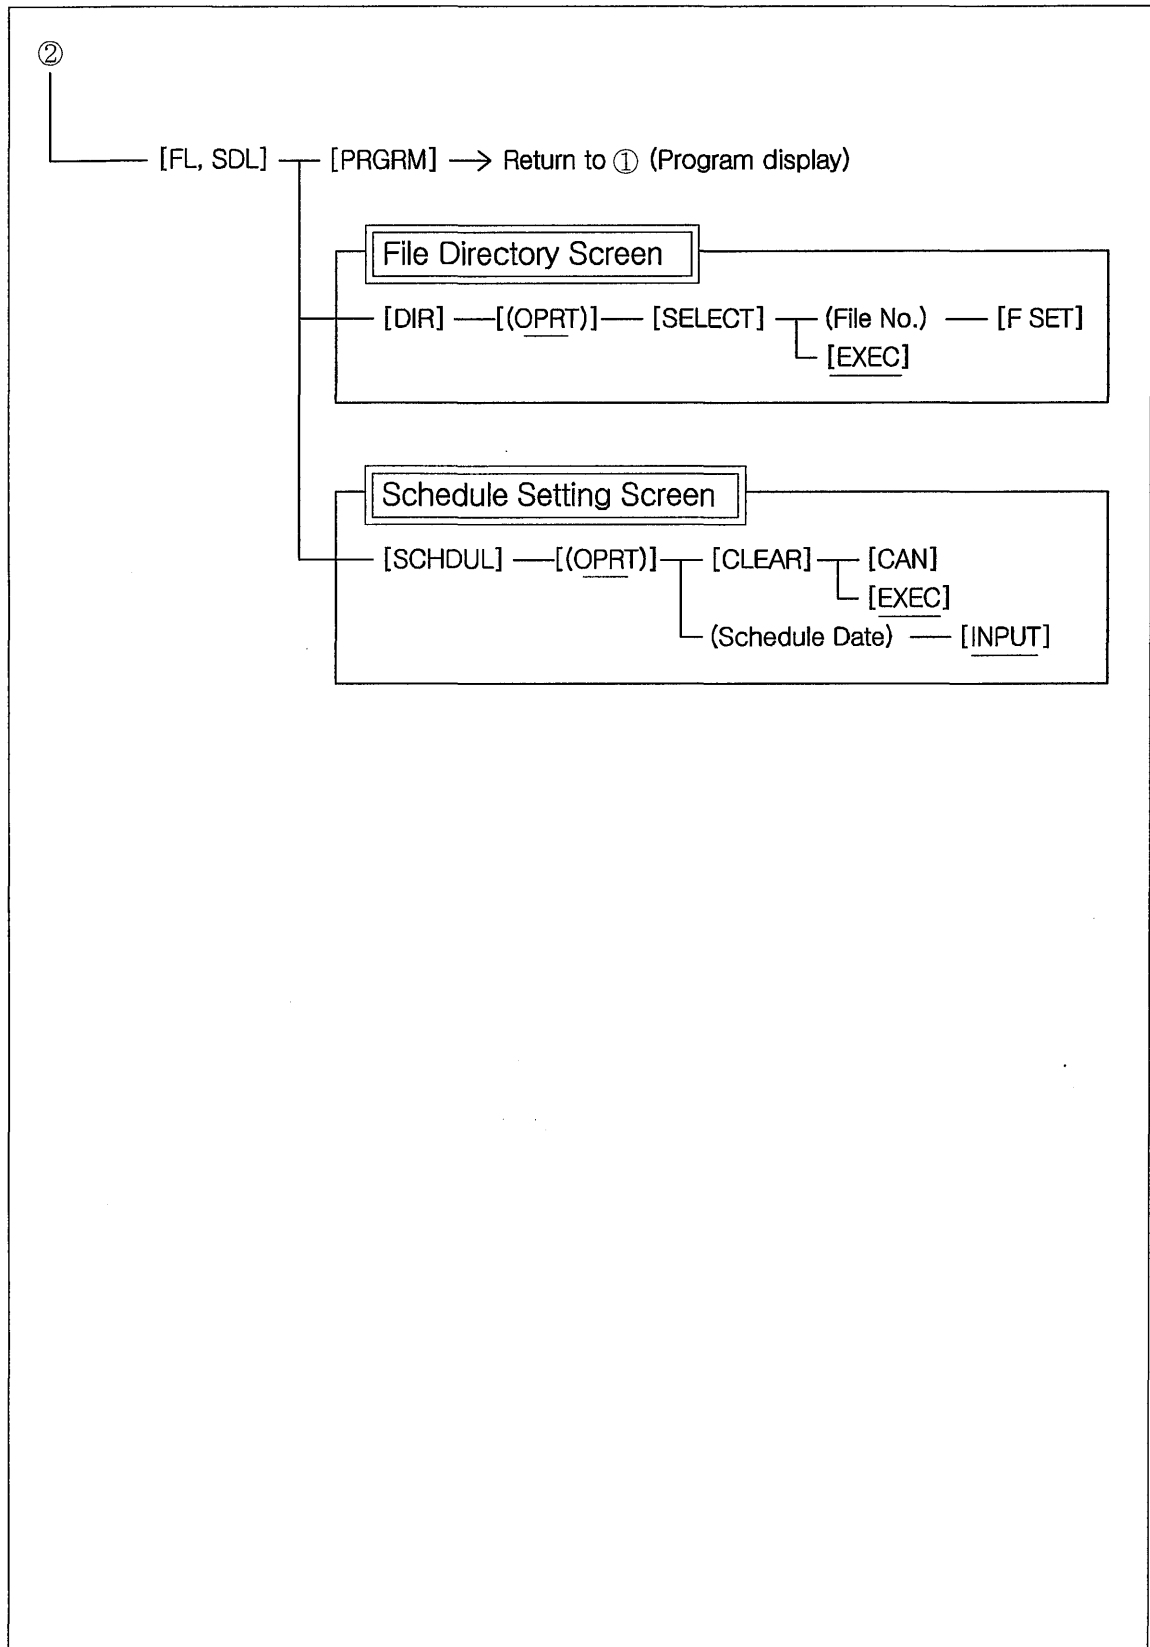 ②
[FL, SDL] [PRGRM] → Return to ① (Program display)
File Directory Screen
[DIR] [(OPRT)] [SELECT] (File No.) [F SET]
[EXEC]
Schedule Setting Screen
[SCHDUL] [(OPRT)] [CLEAR] [CAN]
[EXEC]
(Schedule Date) [INPUT]